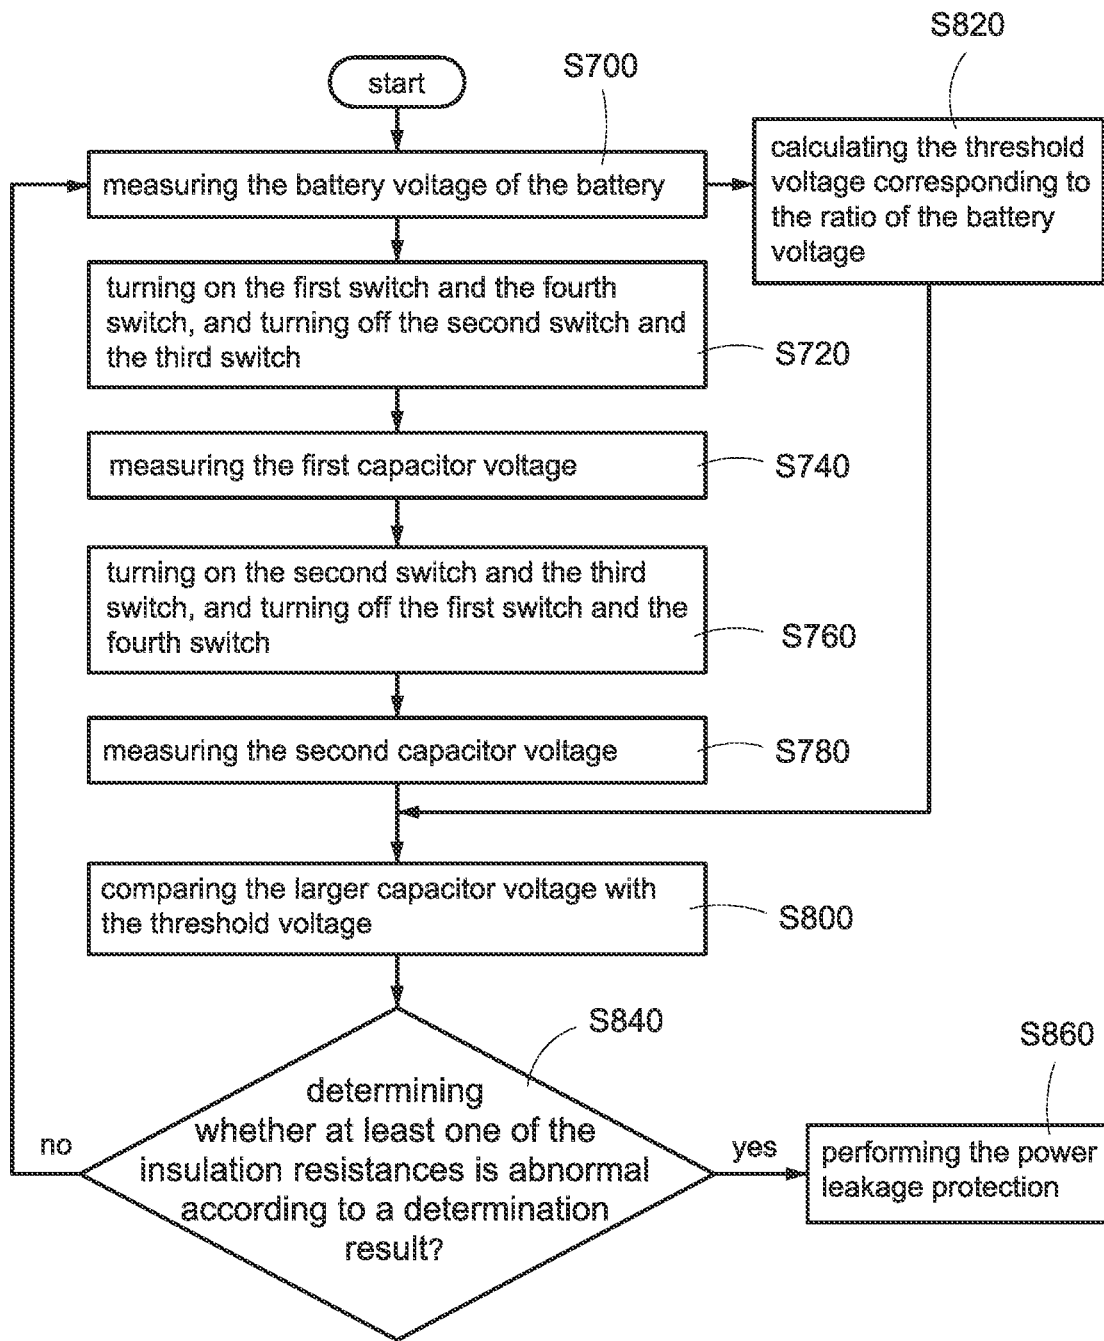 S820
S700
start
measuring the battery voltage of the battery
calculating the threshold
voltage corresponding to
the ratio of the battery
voltage
turning on the first switch and the fourth
switch, and turning off the second switch and
the third switch
S720
measuring the first capacitor voltage
S740
turning on the second switch and the third
switch, and turning off the first switch and the
fourth switch
S760
measuring the second capacitor voltage
S780
comparing the larger capacitor voltage with
the threshold voltage
S800
S840
S860
determining
whether at least one of the
insulation resistances is abnormal
according to a determination
result?
no
yes
performing the power
leakage protection